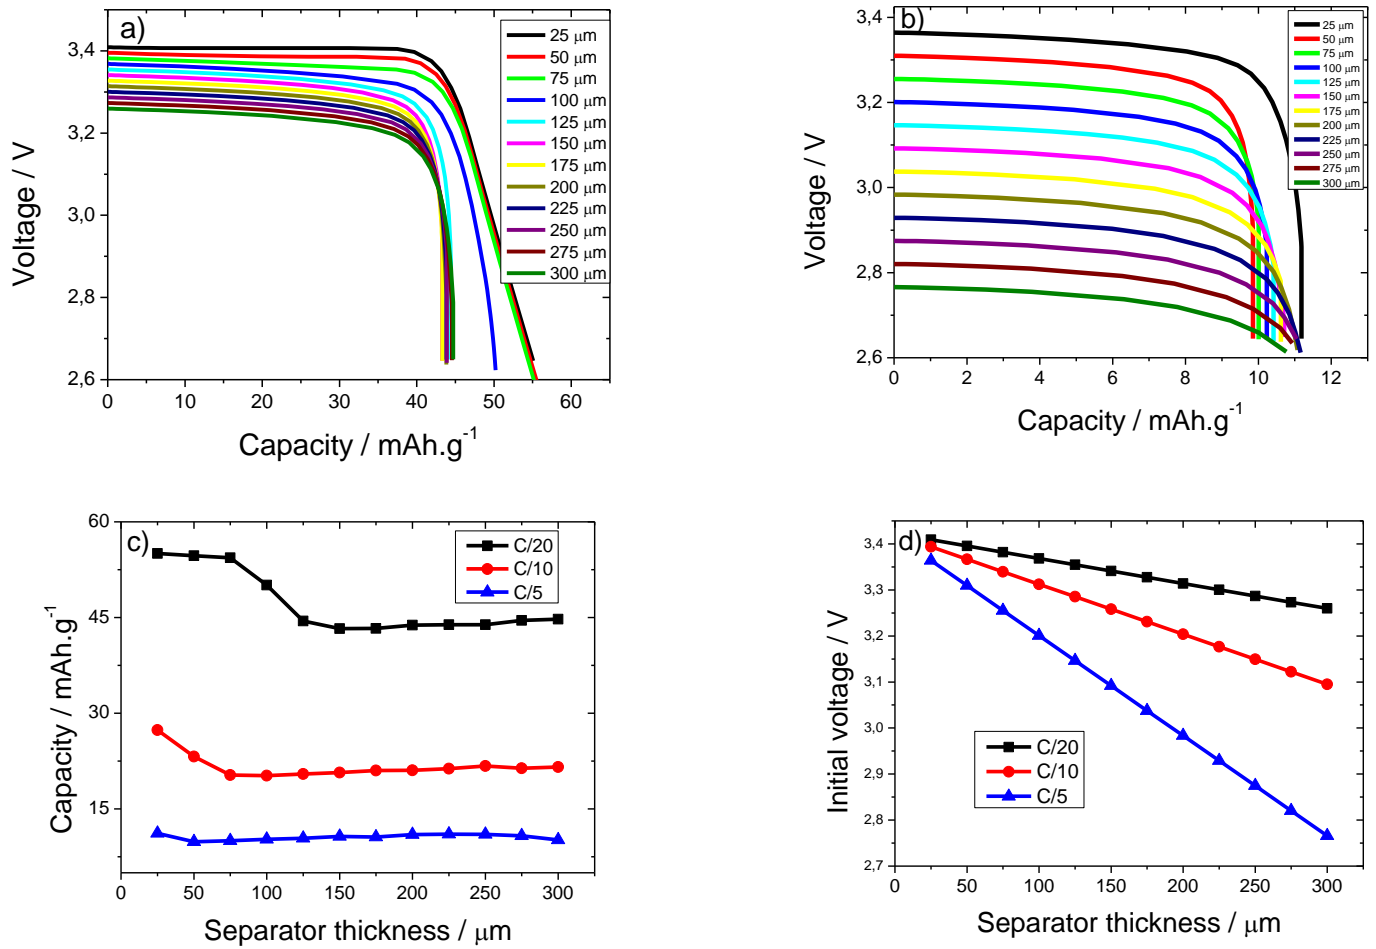 a)
3,4
3,2
3,0
2,8
2,6
0
10
20
30
40
50
60
Voltage / V
Capacity / mAh.g⁻¹
25 μm
50 μm
75 μm
100 μm
125 μm
150 μm
175 μm
200 μm
225 μm
250 μm
275 μm
300 μm
b)
3,4
3,2
3,0
2,8
2,6
0
2
4
6
8
10
12
Voltage / V
Capacity / mAh.g⁻¹
25 μm
50 μm
75 μm
100 μm
125 μm
150 μm
175 μm
200 μm
225 μm
250 μm
275 μm
300 μm
c)
60
45
30
15
0
50
100
150
200
250
300
Capacity / mAh.g⁻¹
Separator thickness / μm
C/20
C/10
C/5
d)
3,4
3,3
3,2
3,1
3,0
2,9
2,8
2,7
0
50
100
150
200
250
300
Initial voltage / V
Separator thickness / μm
C/20
C/10
C/5